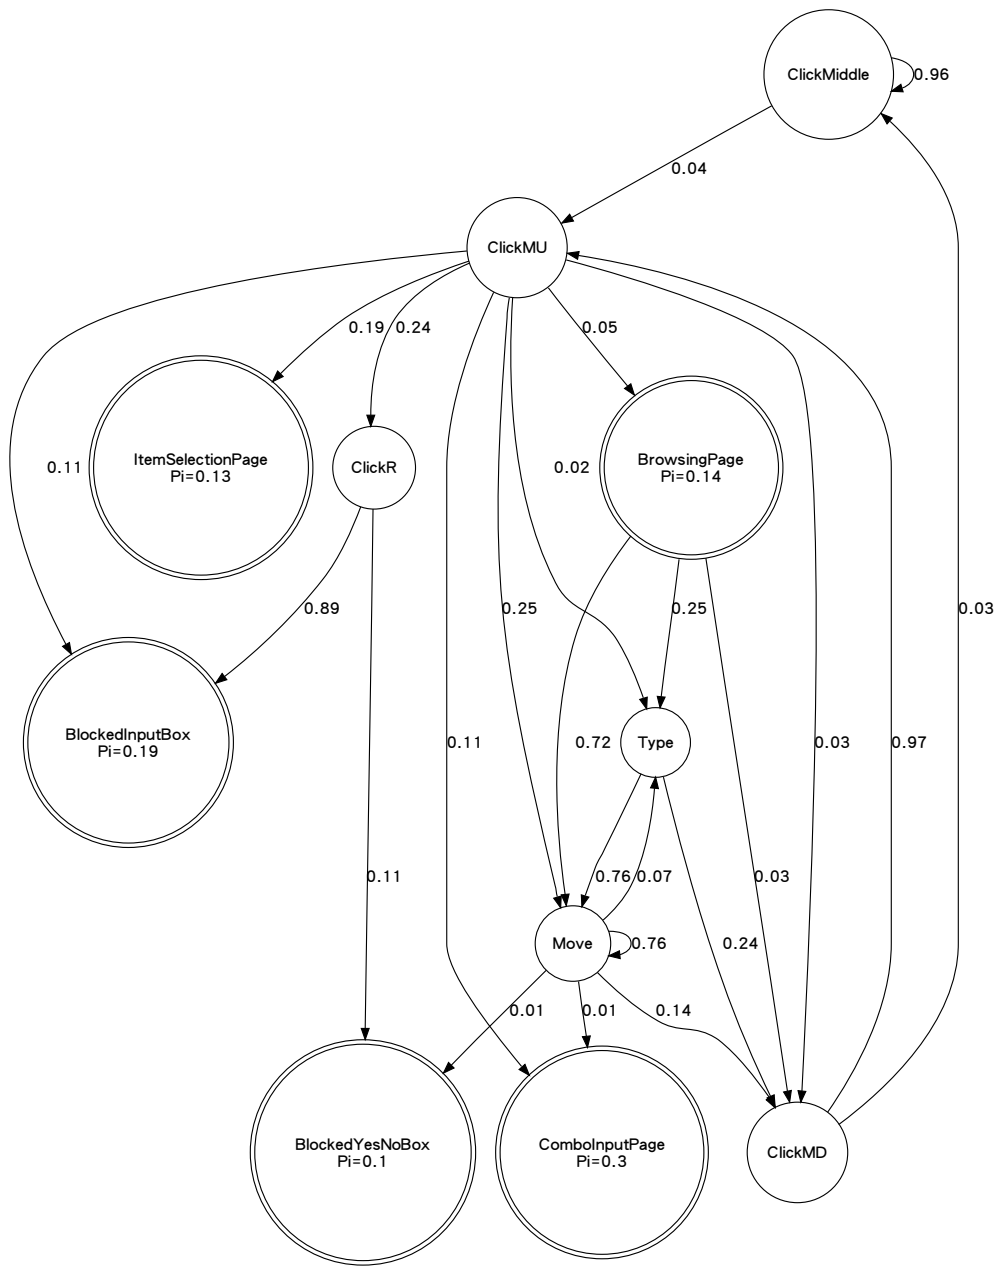 ClickMiddle
0.96
0.04
ClickMU
0.19
0.24
0.05
0.11
ItemSelectionPage
Pi=0.13
ClickR
0.02
BrowsingPage
Pi=0.14
0.89
0.25
0.25
0.03
BlockedInputBox
Pi=0.19
0.11
0.72
Type
0.03
0.97
0.11
0.76
0.07
0.03
Move
0.76
0.24
0.01
0.01
0.14
BlockedYesNoBox
Pi=0.1
ComboInputPage
Pi=0.3
ClickMD